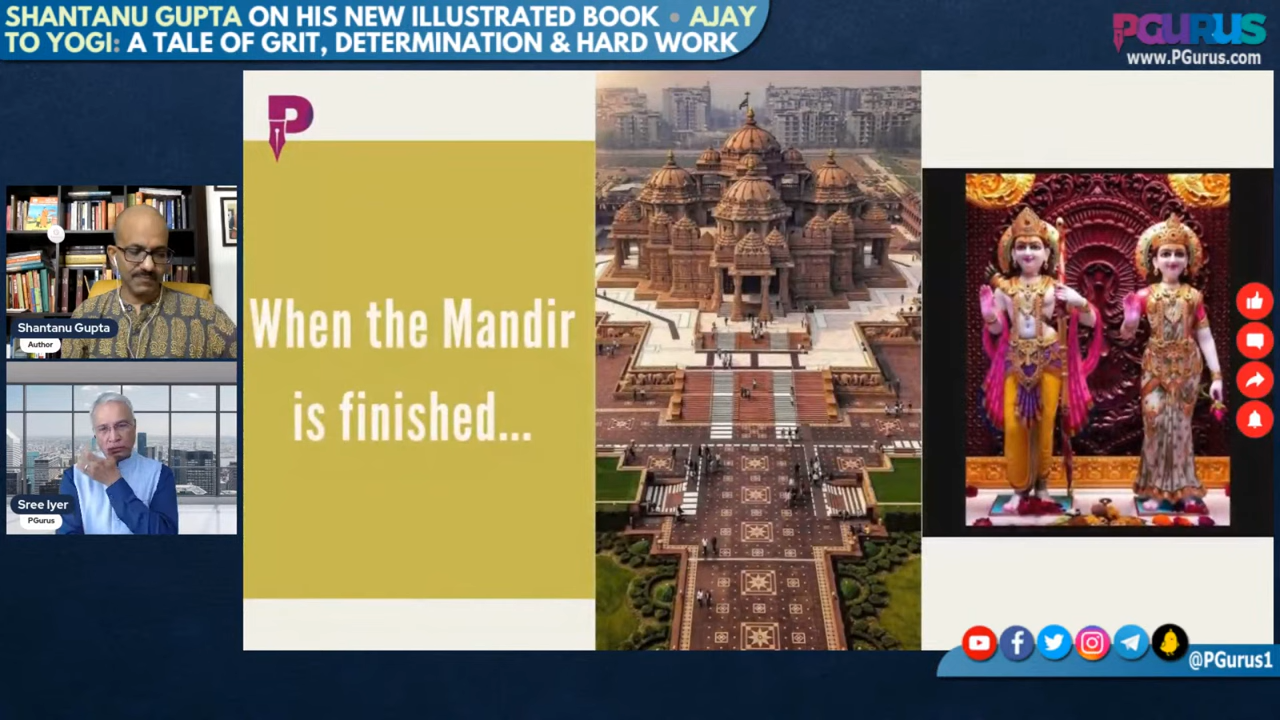 SHANTANU GUPTA ON HIS NEW ILLUSTRATED BOOK • AJAY
TO YOGI: A TALE OF GRIT, DETERMINATION & HARD WORK
PGURUS
www.PGurus.com
P
When the Mandir
is finished...
Shantanu Gupta
Author
Sree Iyer
PGurus
@PGurus1